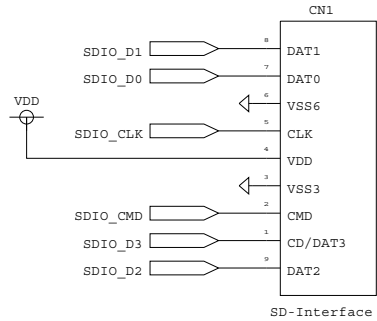 CN1
SDIO_D1 8 DAT1
SDIO_D0 7 DAT0
VDD
6 VSS6
SDIO_CLK 5 CLK
4 VDD
3 VSS3
SDIO_CMD 2 CMD
SDIO_D3 1 CD/DAT3
SDIO_D2 9 DAT2
SD-Interface